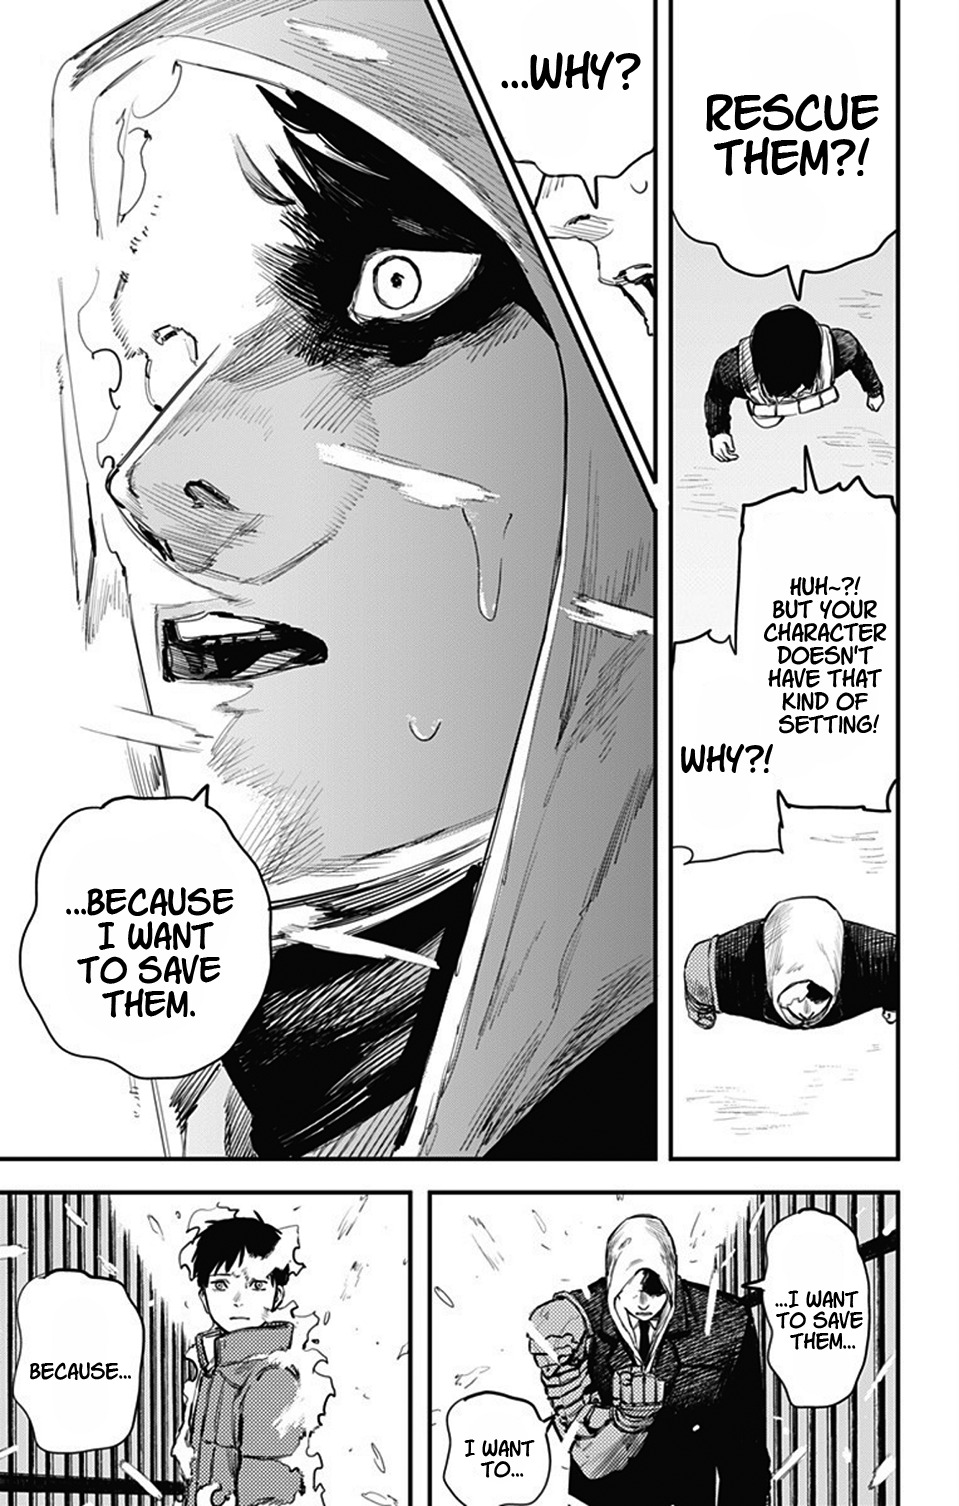 RESCUE
THEM?!
HUH~?!
BUT YOUR
CHARACTER
DOESN'T
HAVE THAT
KIND OF
SETTING!
WHY?!
...WHY?
...BECAUSE
I WANT
TO SAVE
THEM.
...I WANT
TO SAVE
THEM...
I WANT
TO...
BECAUSE...